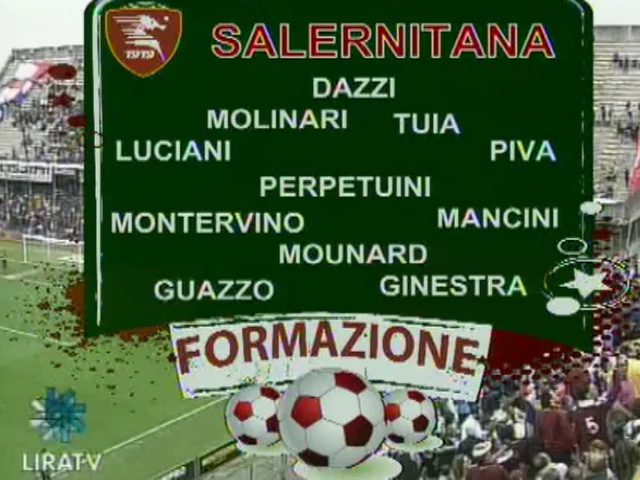 SALERNITANA
DAZZI
MOLINARI TUIA
LUCIANI PIVA
PERPETUINI
MONTERVINO MANCINI
MOUNARD
GUAZZO GINESTRA
FORMAZIONE
LIRATV